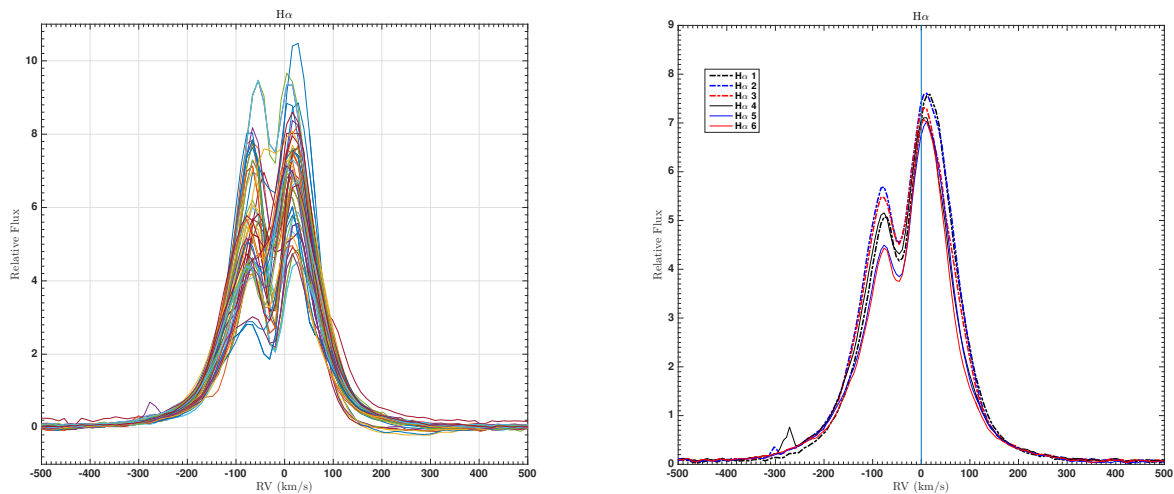 Hα
Relative Flux
10
8
6
4
2
0
-500 -400 -300 -200 -100 0 100 200 300 400 500
RV (km/s)
Hα
Relative Flux
9
8
7
6
5
4
3
2
1
0
Hα 1
Hα 2
Hα 3
Hα 4
Hα 5
Hα 6
-500 -400 -300 -200 -100 0 100 200 300 400 500
RV (km/s)